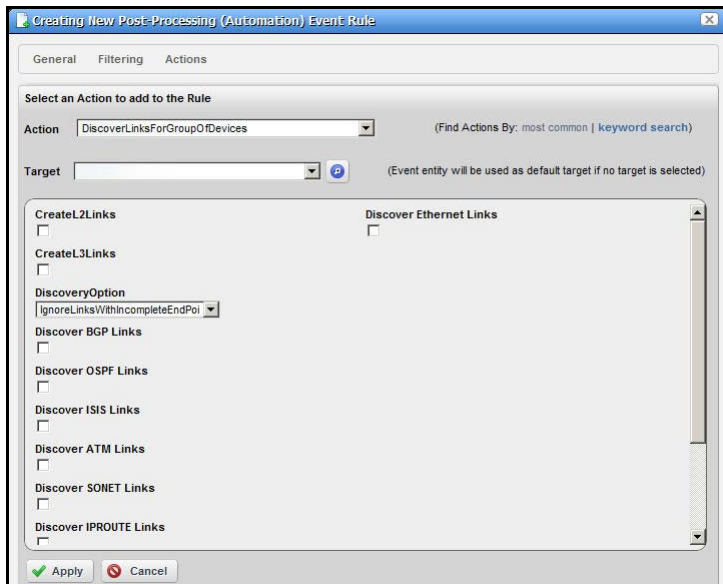 Creating New Post-Processing (Automation) Event Rule
General Filtering Actions
Select an Action to add to the Rule
Action DiscoverLinksForGroupOfDevices (Find Actions By: most common | keyword search)
Target (Event entity will be used as default target if no target is selected)
CreateL2Links Discover Ethernet Links
CreateL3Links
DiscoveryOption
IgnoreLinksWithIncompleteEndPoi
Discover BGP Links
Discover OSPF Links
Discover ISIS Links
Discover ATM Links
Discover SONET Links
Discover IPROUTE Links
Apply Cancel